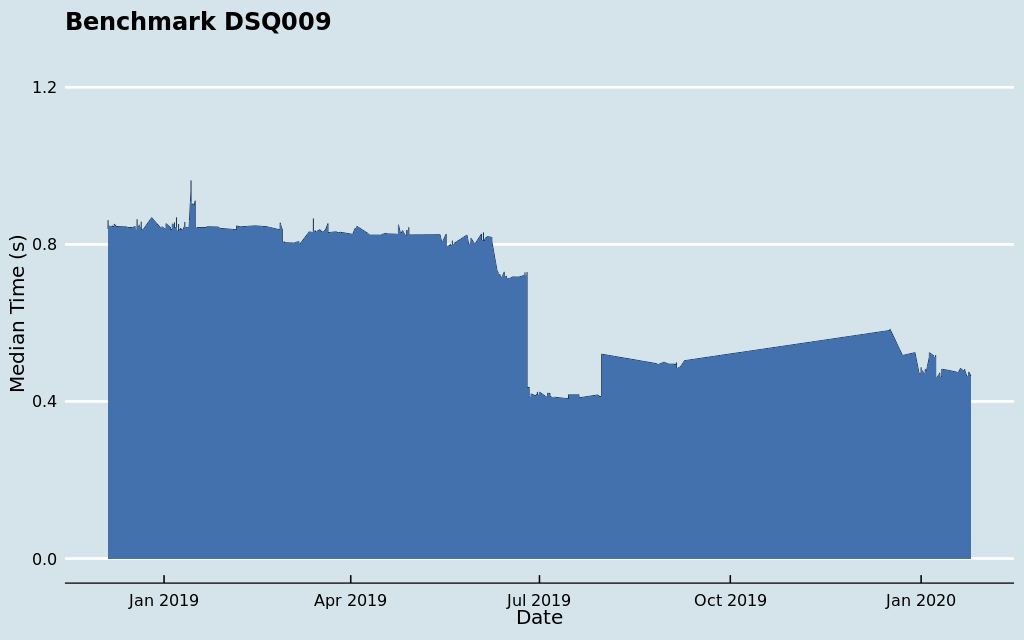 Benchmark DSQ009
1.2
0.8
0.4
0.0
Median Time (s)
Jan 2019
Apr 2019
Jul 2019
Oct 2019
Jan 2020
Date